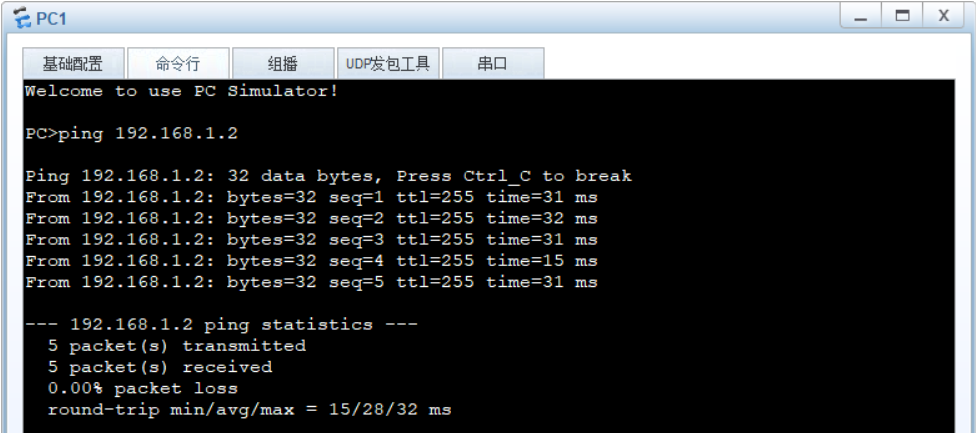 PC1
X
基础配置 命令行 组播 UDP发包工具 串口
Welcome to use PC Simulator!
PC>ping 192.168.1.2
Ping 192.168.1.2: 32 data bytes, Press Ctrl_C to break
From 192.168.1.2: bytes=32 seq=1 ttl=255 time=31 ms
From 192.168.1.2: bytes=32 seq=2 ttl=255 time=32 ms
From 192.168.1.2: bytes=32 seq=3 ttl=255 time=31 ms
From 192.168.1.2: bytes=32 seq=4 ttl=255 time=15 ms
From 192.168.1.2: bytes=32 seq=5 ttl=255 time=31 ms
--- 192.168.1.2 ping statistics ---
5 packet(s) transmitted
5 packet(s) received
0.00% packet loss
round-trip min/avg/max = 15/28/32 ms